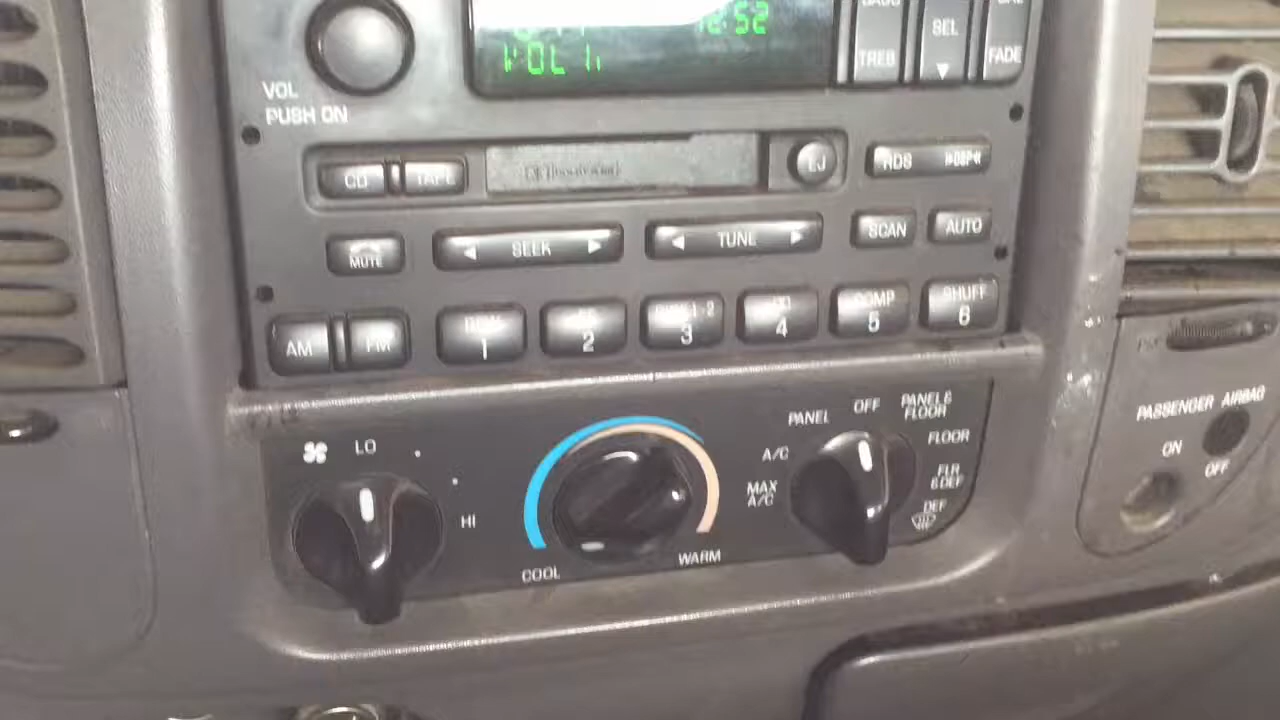 12:52
VOL
SEL
TREB
FADE
VOL
PUSH ON
CD
TAPE
RDS
MUTE
SEEK
TUNE
SCAN
AUTO
AM
FM
1
2
3
4
COMP
5
SHUFF
6
LO
HI
COOL
WARM
MAX
A/C
A/C
PANEL
OFF
PANEL &
FLOOR
FLOOR
FLR
& DEF
DEF
PASSENGER AIRBAG
ON
OFF